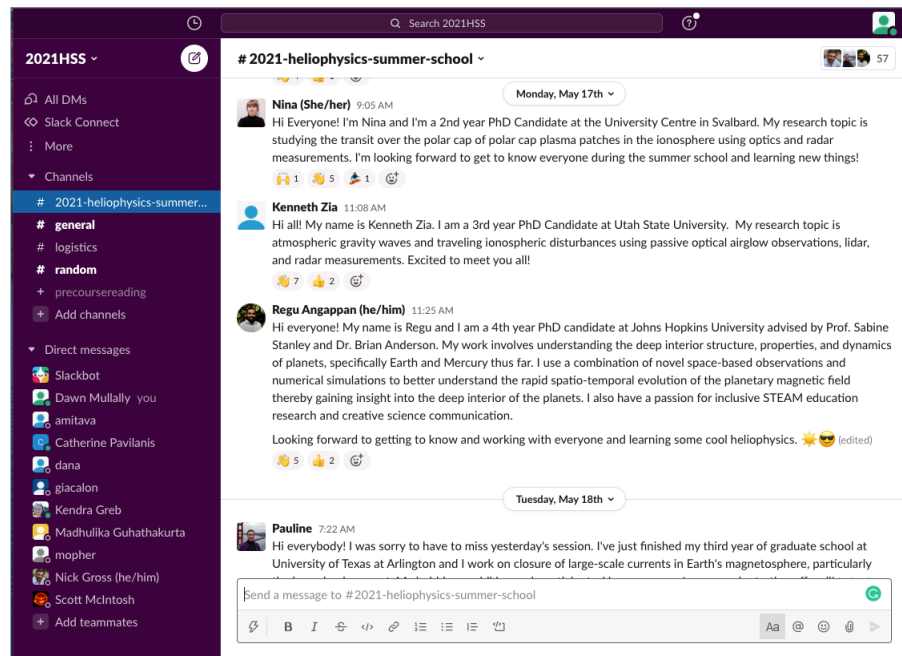 Search 2021HSS
2021HSS
# 2021-heliophysics-summer-school
57
All DMs
Slack Connect
More
Channels
# 2021-heliophysics-summer...
# general
# logistics
# random
+ precoursereading
+ Add channels
Direct messages
Slackbot
Dawn Mullally you
amitava
C Catherine Pavilanis
dana
giacalon
Kendra Greb
Madhulika Guhathakurta
mopher
Nick Gross (he/him)
Scott McIntosh
+ Add teammates
Monday, May 17th
Nina (She/her) 9:05 AM
Hi Everyone! I'm Nina and I'm a 2nd year PhD Candidate at the University Centre in Svalbard. My research topic is
studying the transit over the polar cap of polar cap plasma patches in the ionosphere using optics and radar
measurements. I'm looking forward to get to know everyone during the summer school and learning new things!
1 5 1
Kenneth Zia 11:08 AM
Hi all! My name is Kenneth Zia. I am a 3rd year PhD Candidate at Utah State University. My research topic is
atmospheric gravity waves and traveling ionospheric disturbances using passive optical airglow observations, lidar,
and radar measurements. Excited to meet you all!
7 2
Regu Angappan (he/him) 11:25 AM
Hi everyone! My name is Regu and I am a 4th year PhD candidate at Johns Hopkins University advised by Prof. Sabine
Stanley and Dr. Brian Anderson. My work involves understanding the deep interior structure, properties, and dynamics
of planets, specifically Earth and Mercury thus far. I use a combination of novel space-based observations and
numerical simulations to better understand the rapid spatio-temporal evolution of the planetary magnetic field
thereby gaining insight into the deep interior of the planets. I also have a passion for inclusive STEAM education
research and creative science communication.
Looking forward to getting to know and working with everyone and learning some cool heliophysics. ☀️😎 (edited)
5 2
Tuesday, May 18th
Pauline 7:22 AM
Hi everybody! I was sorry to have to miss yesterday's session. I've just finished my third year of graduate school at
University of Texas at Arlington and I work on closure of large-scale currents in Earth's magnetosphere, particularly
Send a message to #2021-heliophysics-summer-school
B I S </> Aa @